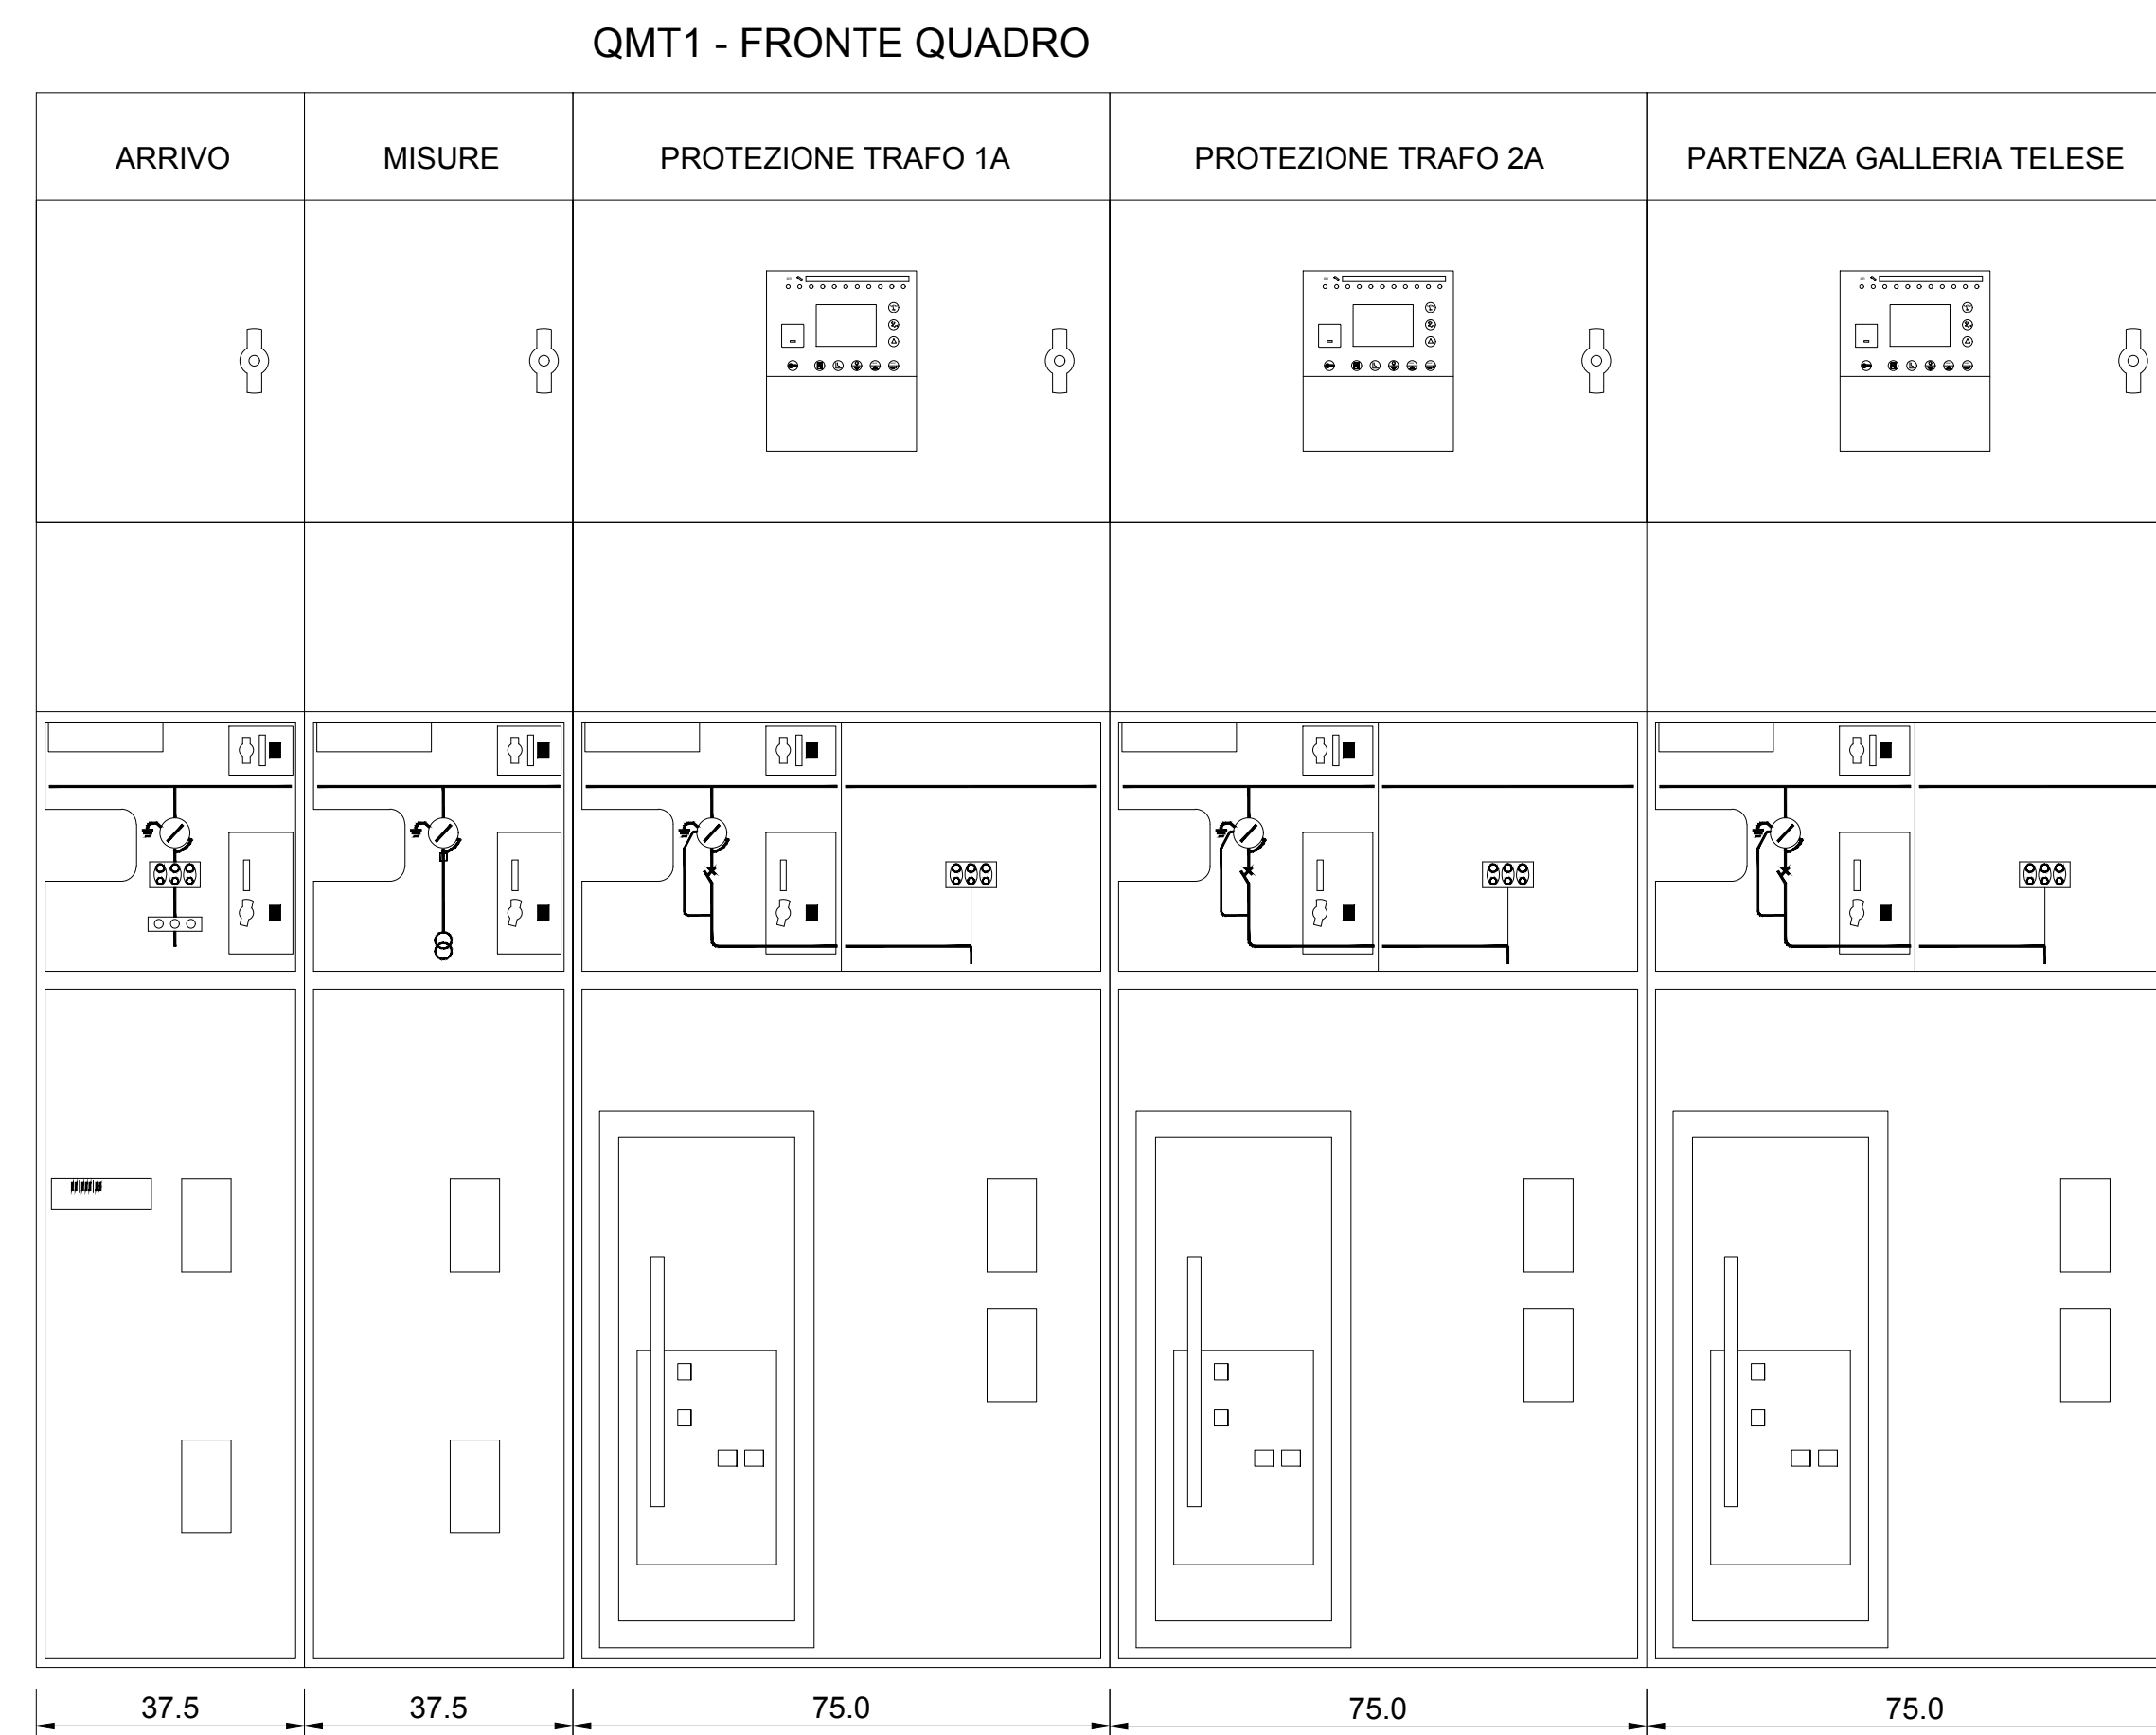 QMT1 - FRONTE QUADRO
ARRIVO MISURE PROTEZIONE TRAFO 1A PROTEZIONE TRAFO 2A PARTENZA GALLERIA TELESE
37.5 37.5 75.0 75.0 75.0